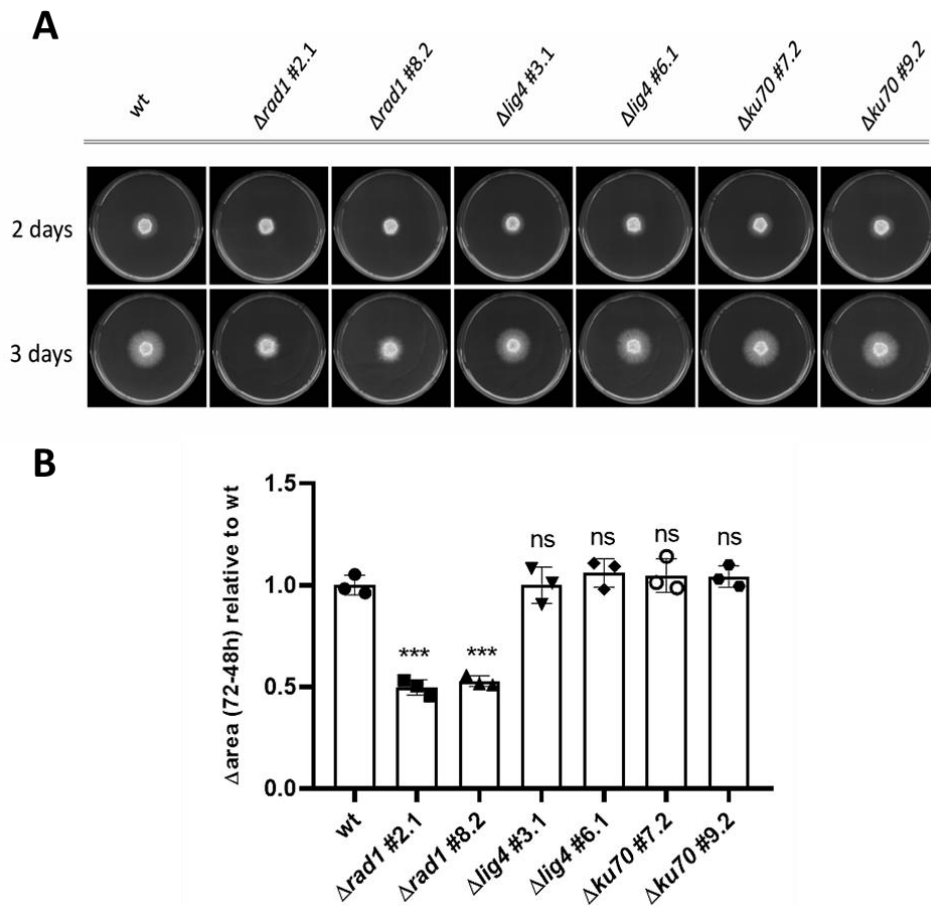 A
wt
Δrad1 #2.1
Δrad1 #8.2
Δlig4 #3.1
Δlig4 #6.1
Δku70 #7.2
Δku70 #9.2
2 days
3 days
B
Δarea (72-48h) relative to wt
1.5
1.0
0.5
0.0
***
***
ns
ns
ns
ns
wt
Δrad1 #2.1
Δrad1 #8.2
Δlig4 #3.1
Δlig4 #6.1
Δku70 #7.2
Δku70 #9.2